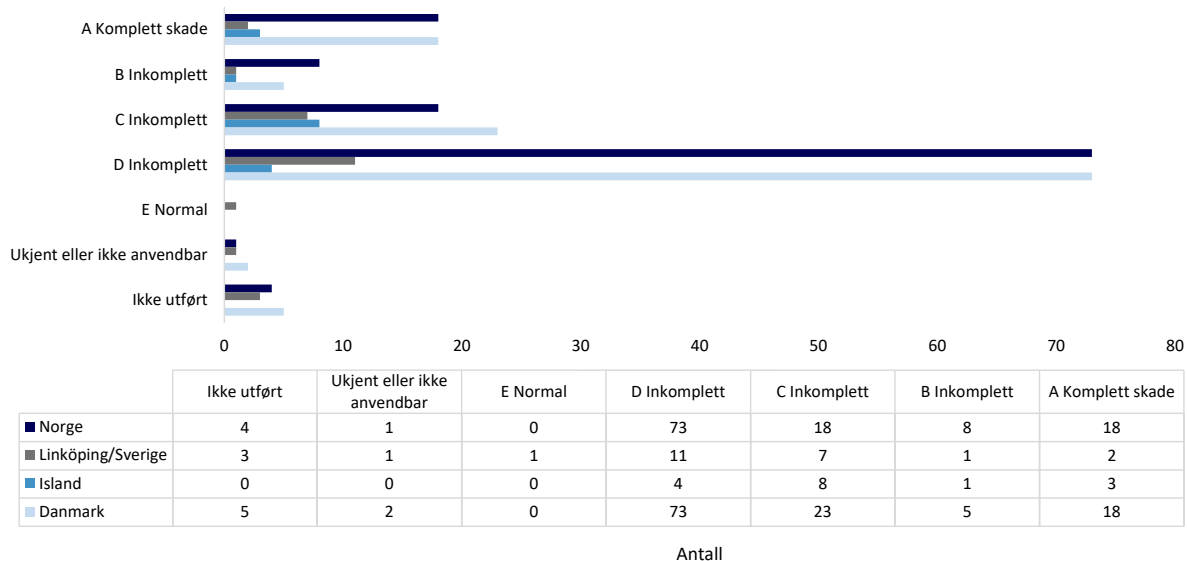 A Komplett skade
B Inkomplett
C Inkomplett
D Inkomplett
E Normal
Ukjent eller ikke anvendbar
Ikke utført
0 10 20 30 40 50 60 70 80
Ikke utført Ukjent eller ikke anvendbar E Normal D Inkomplett C Inkomplett B Inkomplett A Komplett skade
Norge 4 1 0 73 18 8 18
Linköping/Sverige 3 1 1 11 7 1 2
Island 0 0 0 4 8 1 3
Danmark 5 2 0 73 23 5 18
Antall